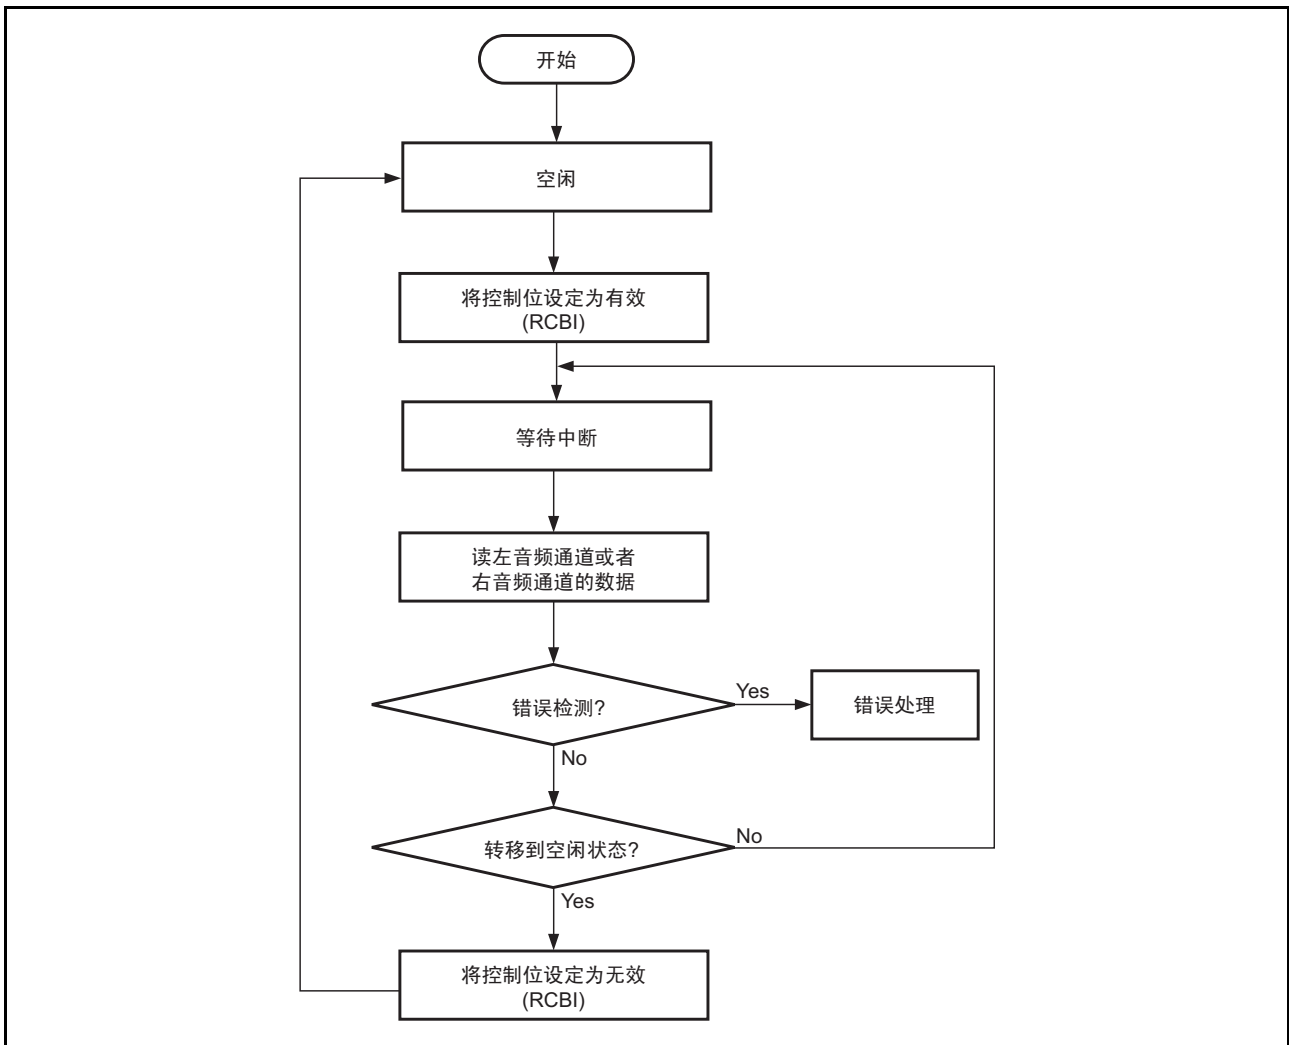 开始
空闲
将控制位设定为有效
(RCBI)
等待中断
读左音频通道或者
右音频通道的数据
错误检测?
Yes
错误处理
No
转移到空闲状态?
No
Yes
将控制位设定为无效
(RCBI)